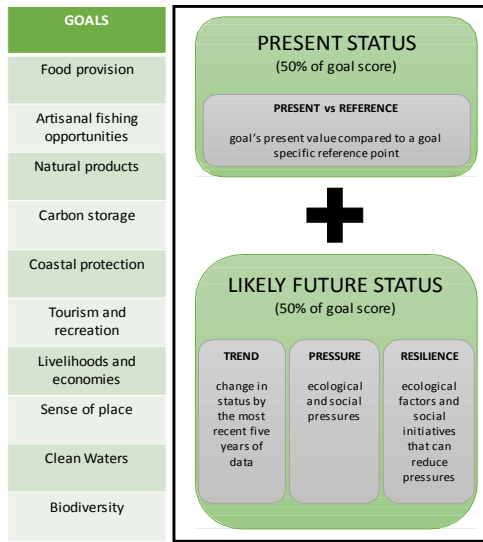 GOALS
Food provision
Artisanal fishing
opportunities
Natural products
Carbon storage
Coastal protection
Tourism and
recreation
Livelihoods and
economies
Sense of place
Clean Waters
Biodiversity
PRESENT STATUS
(50% of goal score)
PRESENT vs REFERENCE
goal's present value compared to a goal
specific reference point
LIKELY FUTURE STATUS
(50% of goal score)
TREND
change in
status by the
most recent
five years of
data
PRESSURE
ecological
and social
pressures
RESILIENCE
ecological
factors and
social
initiatives
that can
reduce
pressures